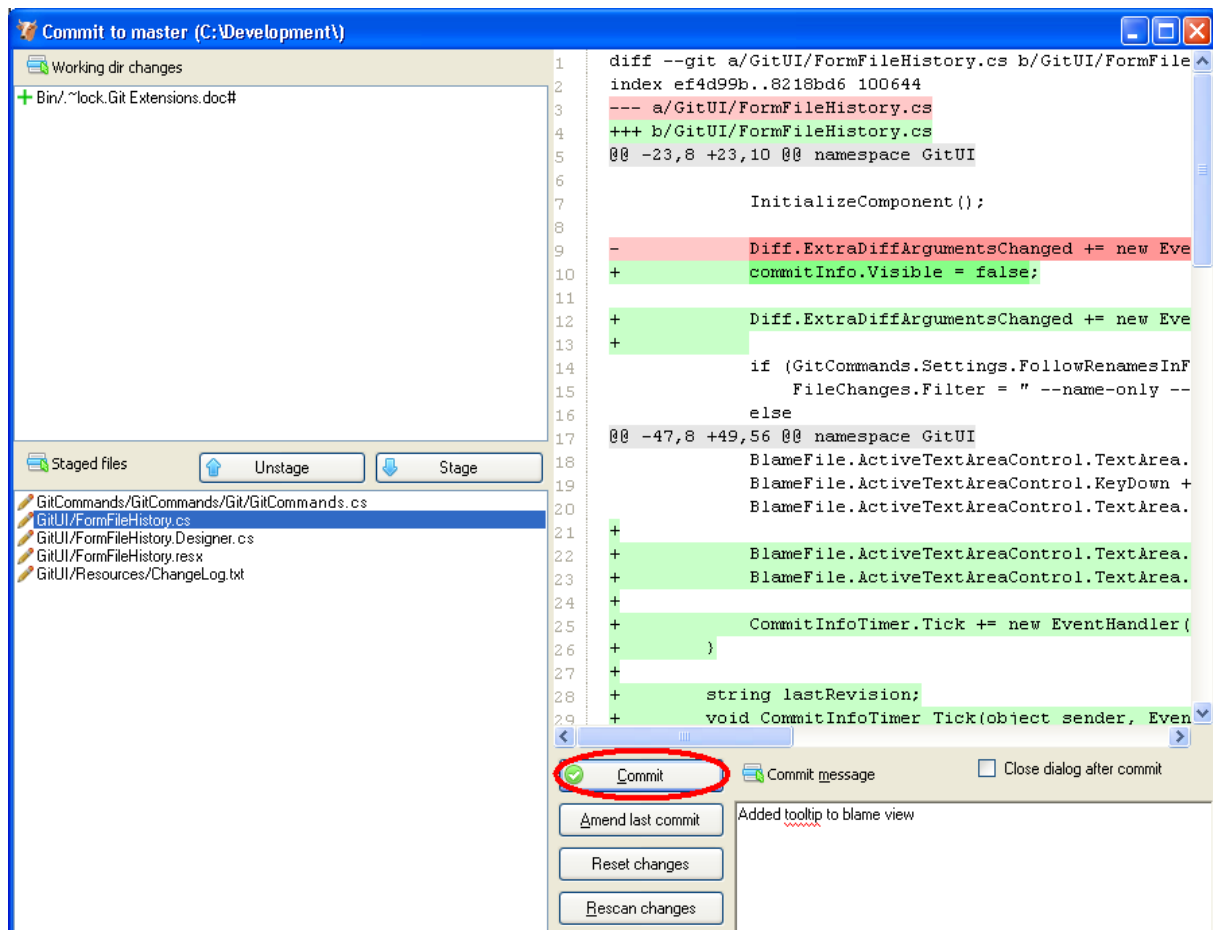 Commit to master (C:\Development\)
Working dir changes
Bin/.~lock.Git Extensions.doc#
Staged files
Unstage
Stage
GitCommands/GitCommands/Git/GitCommands.cs
GitUI/FormFileHistory.cs
GitUI/FormFileHistory.Designer.cs
GitUI/FormFileHistory.resx
GitUI/Resources/ChangeLog.txt
1 diff --git a/GitUI/FormFileHistory.cs b/GitUI/FormFile
2 index ef4d99b..8218bd6 100644
3 --- a/GitUI/FormFileHistory.cs
4 +++ b/GitUI/FormFileHistory.cs
5 @@ -23,8 +23,10 @@ namespace GitUI
6
7 InitializeComponent();
8
9 - Diff.ExtraDiffArgumentsChanged += new Eve
10 + commitInfo.Visible = false;
11
12 + Diff.ExtraDiffArgumentsChanged += new Eve
13 +
14 if (GitCommands.Settings.FollowRenamesInF
15 FileChanges.Filter = " --name-only --
16 else
17 @@ -47,8 +49,56 @@ namespace GitUI
18 BlameFile.ActiveTextAreaControl.TextArea.
19 BlameFile.ActiveTextAreaControl.KeyDown +
20 BlameFile.ActiveTextAreaControl.TextArea.
21 +
22 + BlameFile.ActiveTextAreaControl.TextArea.
23 + BlameFile.ActiveTextAreaControl.TextArea.
24 +
25 + CommitInfoTimer.Tick += new EventHandler(
26 + }
27 +
28 + string lastRevision;
29 + void CommitInfoTimer_Tick(object sender, Even
Commit
Commit message
Close dialog after commit
Amend last commit
Reset changes
Rescan changes
Added tooltip to blame view